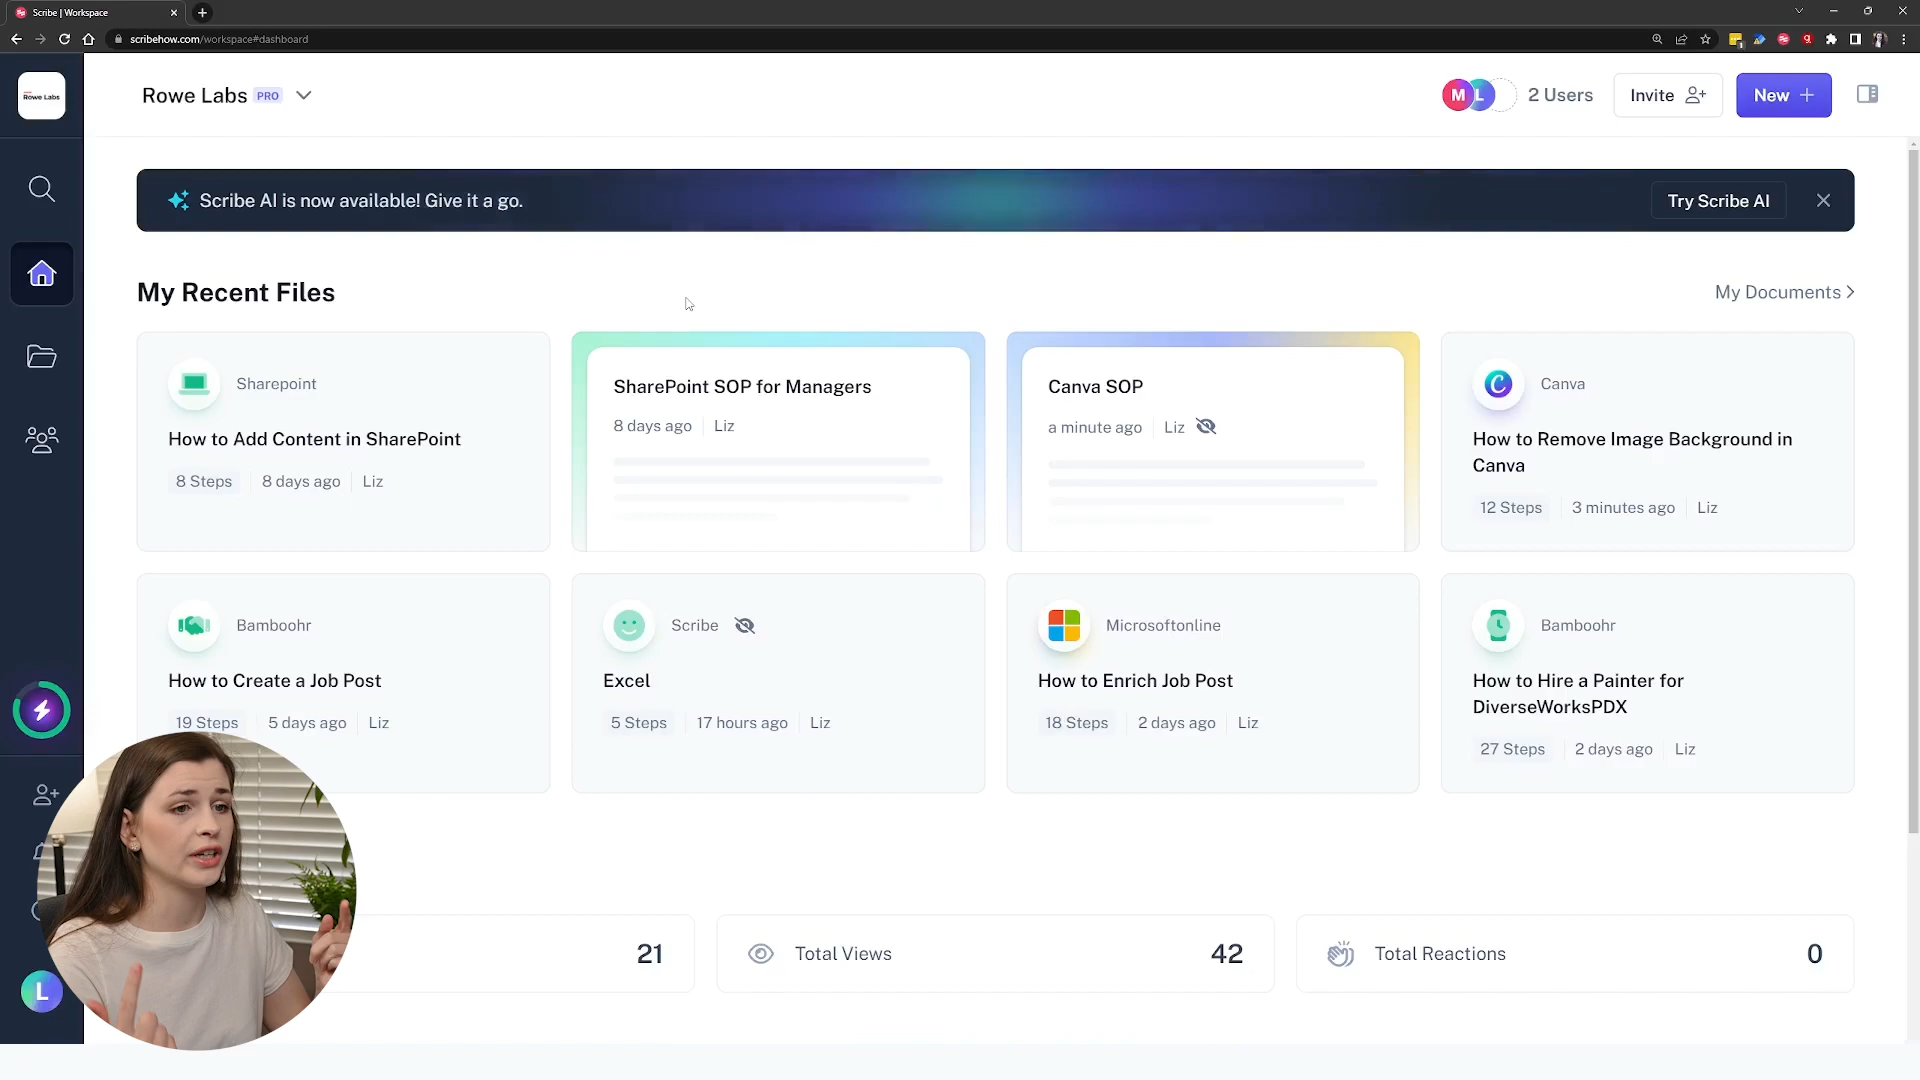 Scribe | Workspace
scribehow.com/workspace#dashboard
Rowe Labs
Rowe Labs PRO
M L 2 Users
Invite
New
Scribe AI is now available! Give it a go.
Try Scribe AI
My Recent Files
My Documents
Sharepoint
How to Add Content in SharePoint
8 Steps 8 days ago Liz
SharePoint SOP for Managers
8 days ago Liz
Canva SOP
a minute ago Liz
Canva
How to Remove Image Background in
Canva
12 Steps 3 minutes ago Liz
Bamboohr
How to Create a Job Post
19 Steps 5 days ago Liz
Scribe
Excel
5 Steps 17 hours ago Liz
Microsoftonline
How to Enrich Job Post
18 Steps 2 days ago Liz
Bamboohr
How to Hire a Painter for
DiverseWorksPDX
27 Steps 2 days ago Liz
21
Total Views 42
Total Reactions 0
L